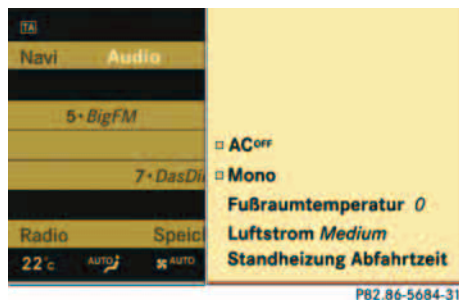 TA
Navi Audio
5·BigFM
7·DasDi
Radio Speic
22°c AUTO AUTO
□ AC OFF
□ Mono
Fußraumtemperatur 0
Luftstrom Medium
Standheizung Abfahrtzeit
P82.86-5684-31